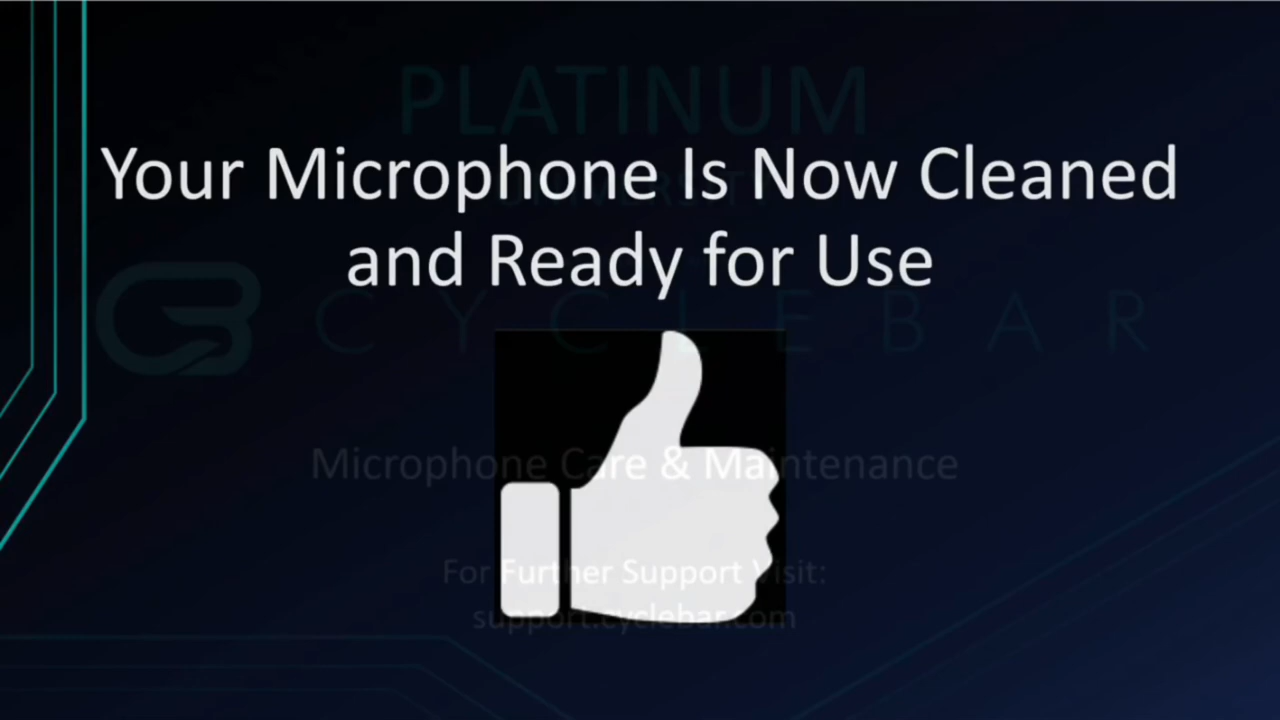 PLATINUM
Your Microphone Is Now Cleaned
and Ready for Use
CYCLEBAR
Microphone Care & Maintenance
For Further Support Visit:
support.cyclebar.com